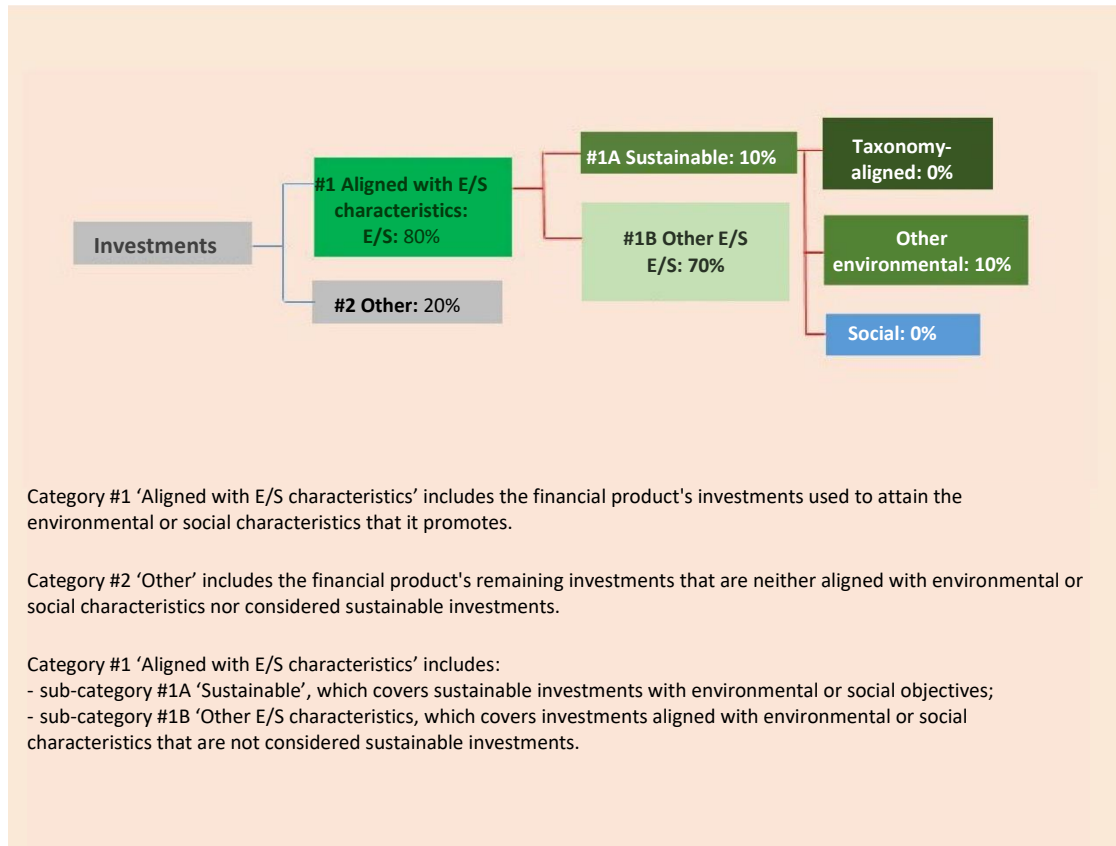 Investments
#1 Aligned with E/S
characteristics:
E/S: 80%
#2 Other: 20%
#1A Sustainable: 10%
#1B Other E/S
E/S: 70%
Taxonomy-
aligned: 0%
Other
environmental: 10%
Social: 0%
Category #1 ‘Aligned with E/S characteristics’ includes the financial product's investments used to attain the
environmental or social characteristics that it promotes.
Category #2 ‘Other’ includes the financial product's remaining investments that are neither aligned with environmental or
social characteristics nor considered sustainable investments.
Category #1 ‘Aligned with E/S characteristics’ includes:
- sub-category #1A ‘Sustainable’, which covers sustainable investments with environmental or social objectives;
- sub-category #1B ‘Other E/S characteristics, which covers investments aligned with environmental or social
characteristics that are not considered sustainable investments.